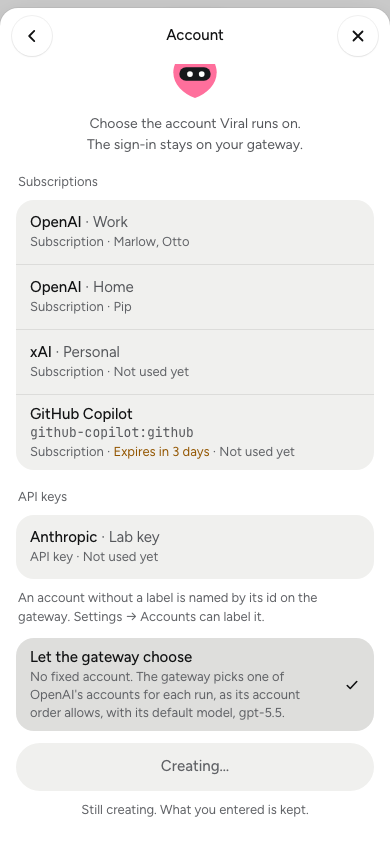 Account
Choose the account Viral runs on.
The sign-in stays on your gateway.
Subscriptions
OpenAI · Work
Subscription · Marlow, Otto
OpenAI · Home
Subscription · Pip
xAI · Personal
Subscription · Not used yet
GitHub Copilot
github-copilot:github
Subscription · Expires in 3 days · Not used yet
API keys
Anthropic · Lab key
API key · Not used yet
An account without a label is named by its id on the
gateway. Settings → Accounts can label it.
Let the gateway choose
No fixed account. The gateway picks one of
OpenAI's accounts for each run, as its account
order allows, with its default model, gpt-5.5.
Creating…
Still creating. What you entered is kept.